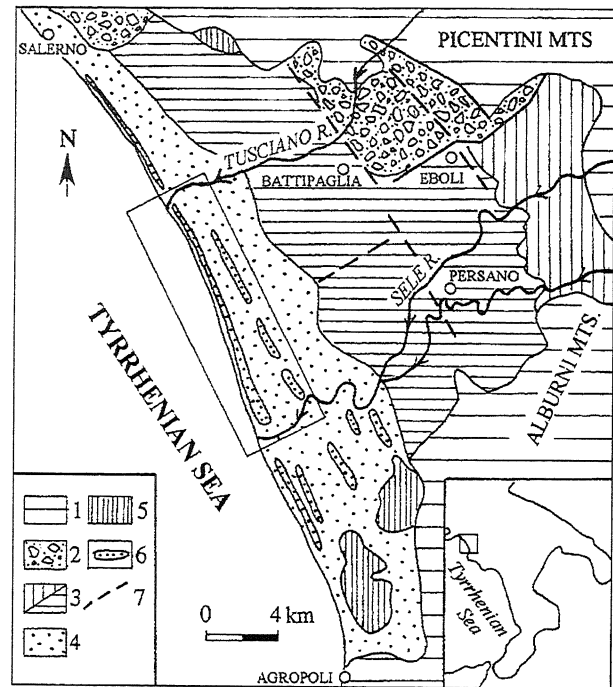 SALERNO
PICENTINI MTS
N
TUSCIANO R.
BATTIPAGLIA
EBOLI
SELE R.
PERSANO
TYRRHENIAN SEA
ALBURNI MTS.
1 5
2 6
3 7
4
0 4 km
AGROPOLI
Tyrrhenian
Sea